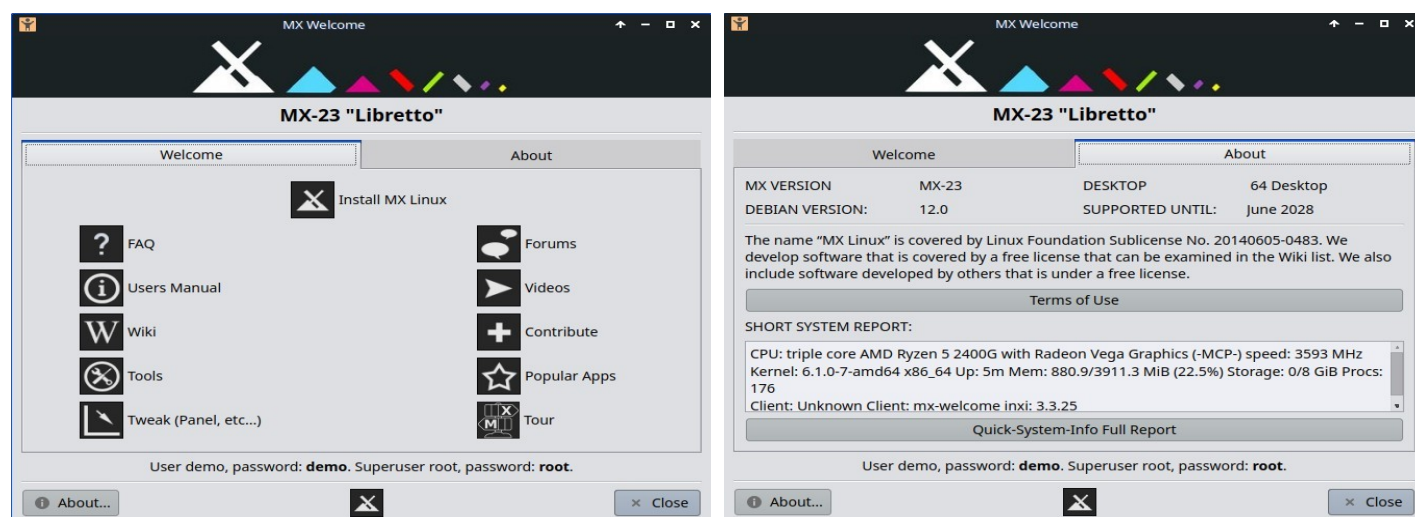 MX Welcome
MX-23 "Libretto"
Welcome
About
Install MX Linux
FAQ
Forums
Users Manual
Videos
Wiki
Contribute
Tools
Popular Apps
Tweak (Panel, etc...)
Tour
User demo, password: demo. Superuser root, password: root.
About...
Close
MX Welcome
MX-23 "Libretto"
Welcome
About
MX VERSION MX-23 DESKTOP 64 Desktop
DEBIAN VERSION: 12.0 SUPPORTED UNTIL: June 2028
The name “MX Linux” is covered by Linux Foundation Sublicense No. 20140605-0483. We
develop software that is covered by a free license that can be examined in the Wiki list. We also
include software developed by others that is under a free license.
Terms of Use
SHORT SYSTEM REPORT:
CPU: triple core AMD Ryzen 5 2400G with Radeon Vega Graphics (-MCP-) speed: 3593 MHz
Kernel: 6.1.0-7-amd64 x86_64 Up: 5m Mem: 880.9/3911.3 MiB (22.5%) Storage: 0/8 GiB Procs:
176
Client: Unknown Client: mx-welcome inxi: 3.3.25
Quick-System-Info Full Report
User demo, password: demo. Superuser root, password: root.
About...
Close